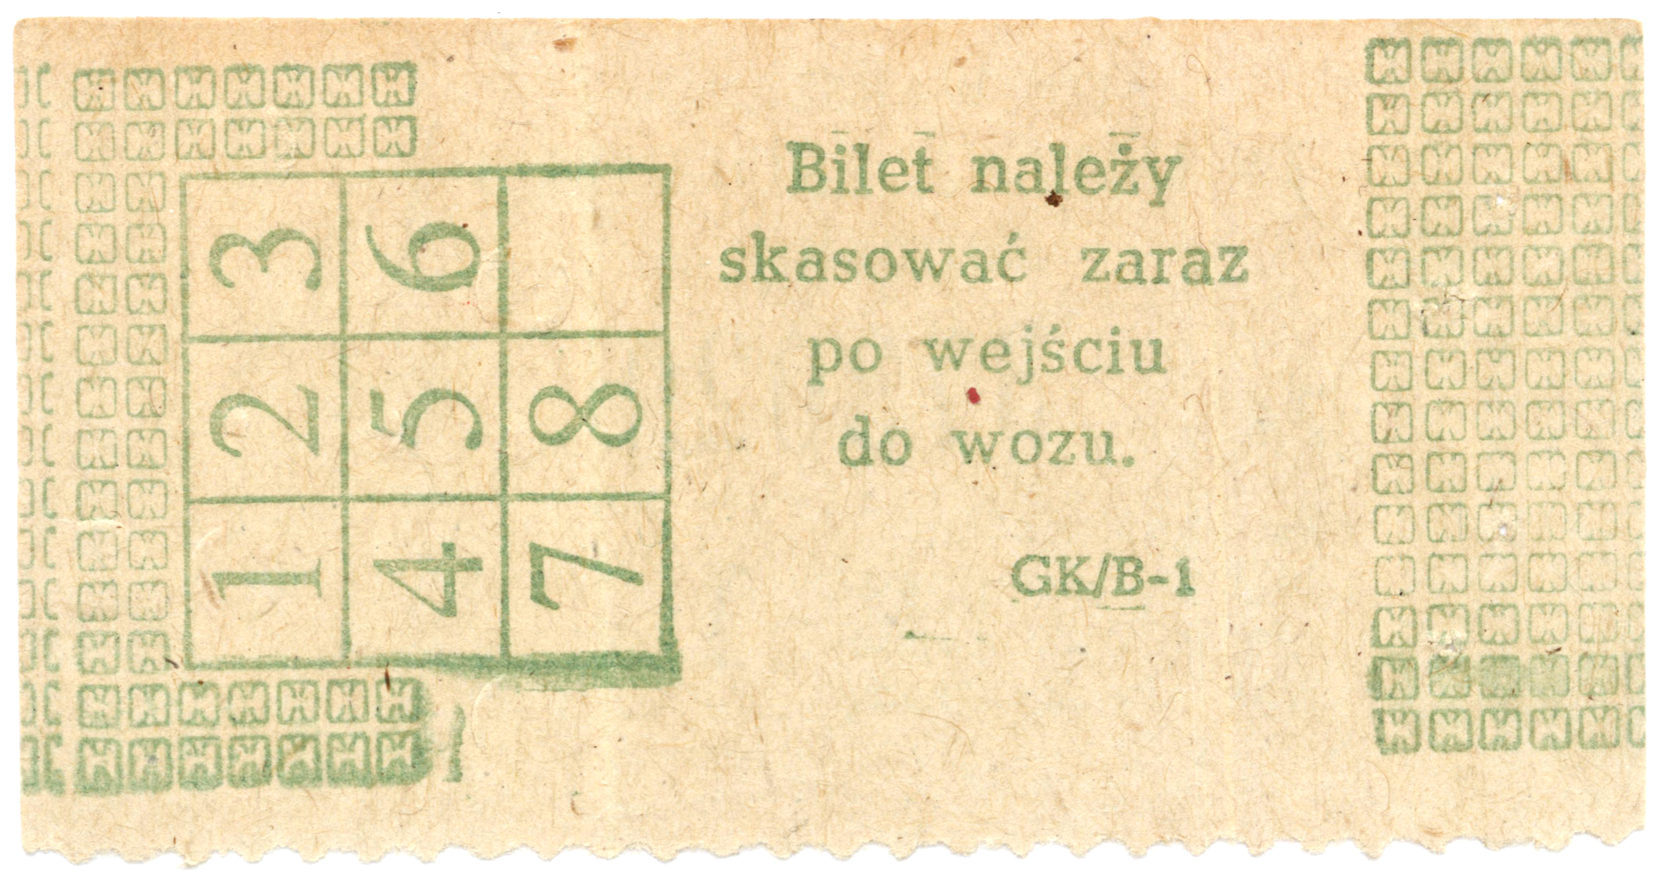 3 6
2 5 8
1 4 7
Bilet należy
skasować zaraz
po wejściu
do wozu.
GK/B-1